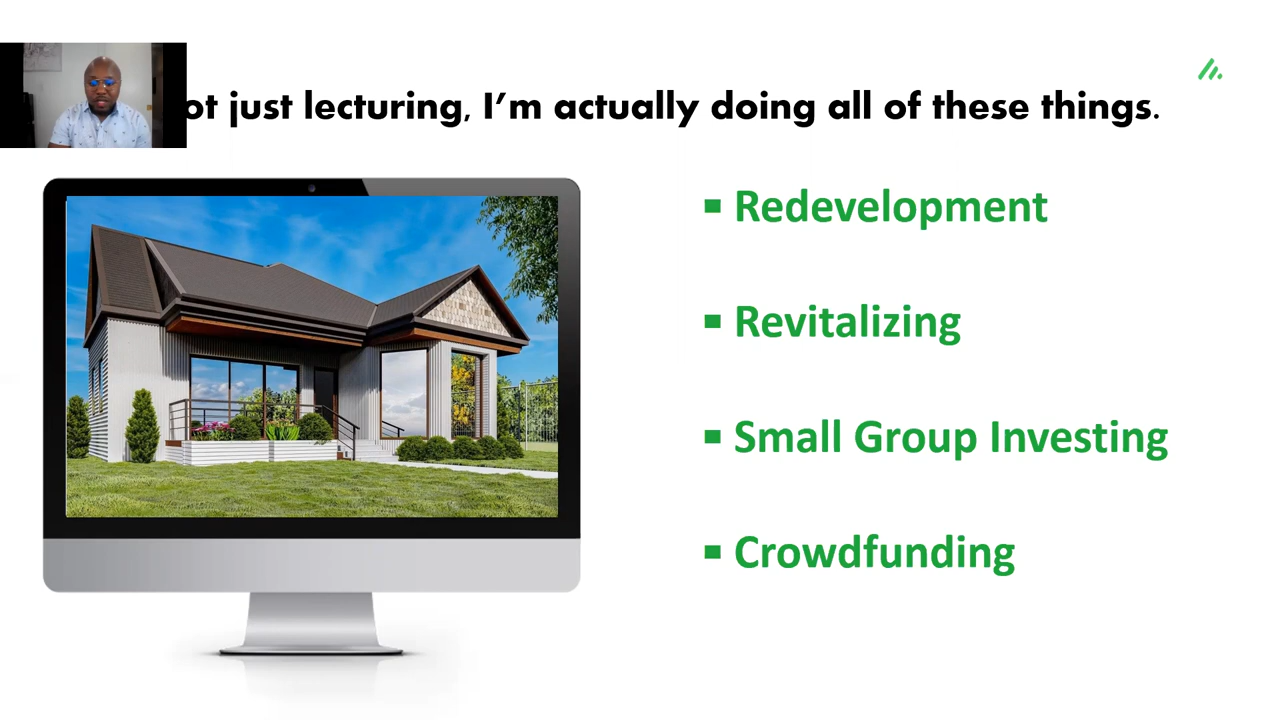 ot just lecturing, I'm actually doing all of these things.
▪ Redevelopment
▪ Revitalizing
▪ Small Group Investing
▪ Crowdfunding